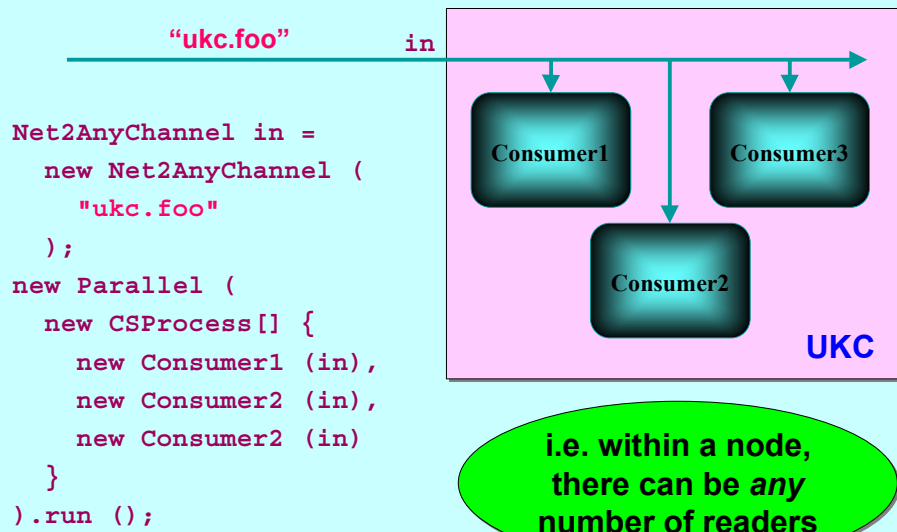 “ukc.foo”
in
Net2AnyChannel in =
new Net2AnyChannel (
"ukc.foo"
);
new Parallel (
new CSProcess[] {
new Consumer1 (in),
new Consumer2 (in),
new Consumer2 (in)
}
).run ();
Consumer1
Consumer3
Consumer2
UKC
i.e. within a node,
there can be any
number of readers